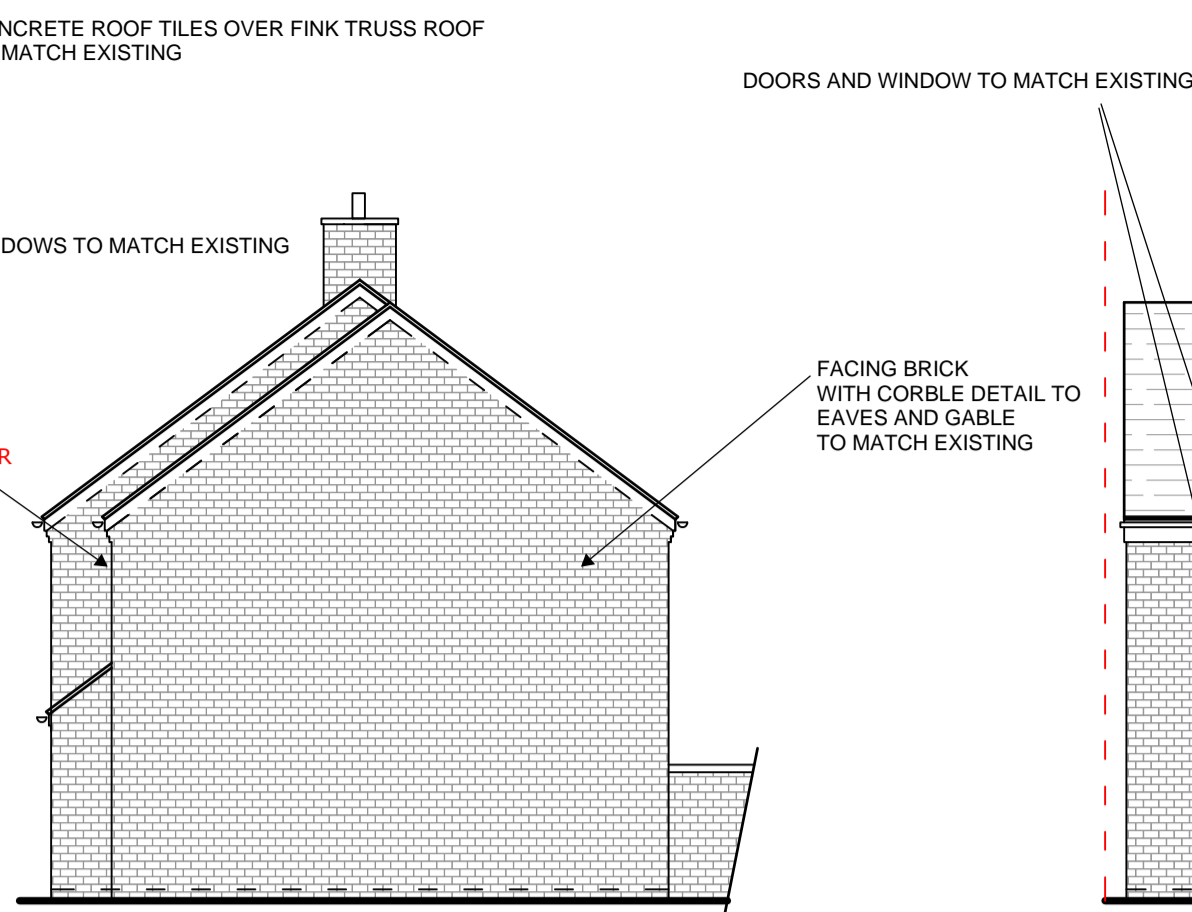 NCRETE ROOF TILES OVER FINK TRUSS ROOF
MATCH EXISTING
DOORS AND WINDOW TO MATCH EXISTING
DOWS TO MATCH EXISTING
FACING BRICK
WITH CORBLE DETAIL TO
EAVES AND GABLE
TO MATCH EXISTING
R